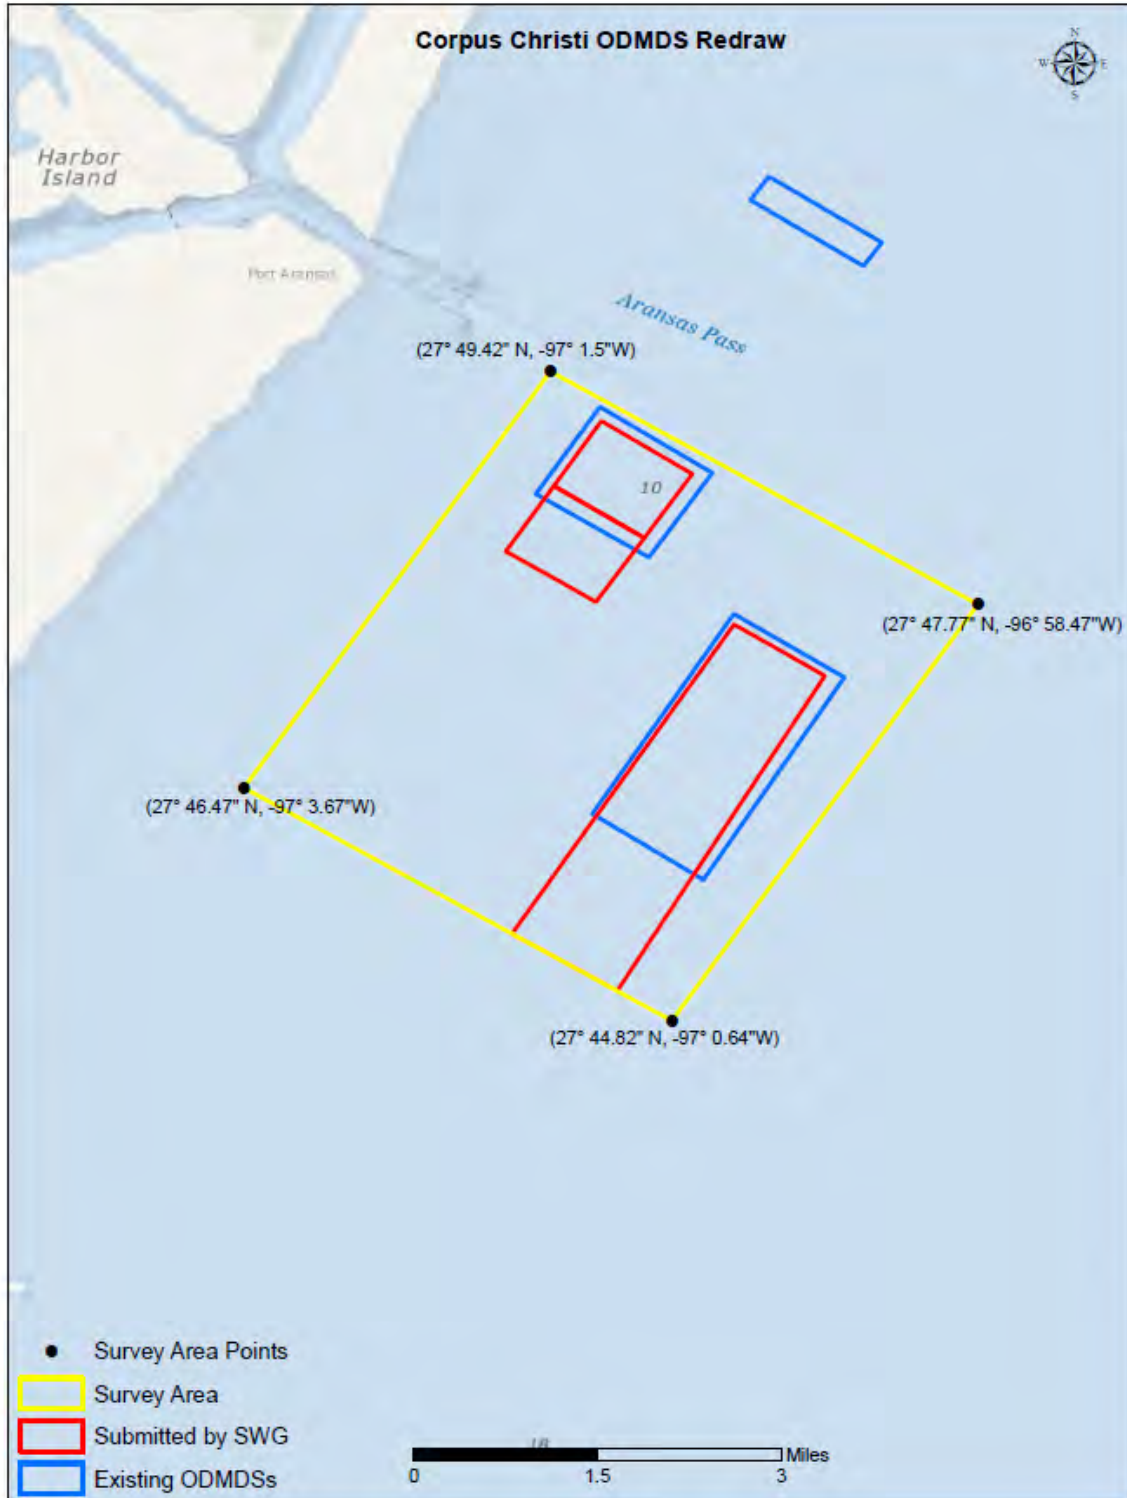 Corpus Christi ODMDS Redraw
N
W E
S
Harbor
Island
Port Aransas
Aransas Pass
(27° 49.42" N, -97° 1.5"W)
10
(27° 47.77" N, -96° 58.47"W)
(27° 46.47" N, -97° 3.67"W)
(27° 44.82" N, -97° 0.64"W)
Survey Area Points
Survey Area
Submitted by SWG
Existing ODMDSs
18
Miles
0 1.5 3